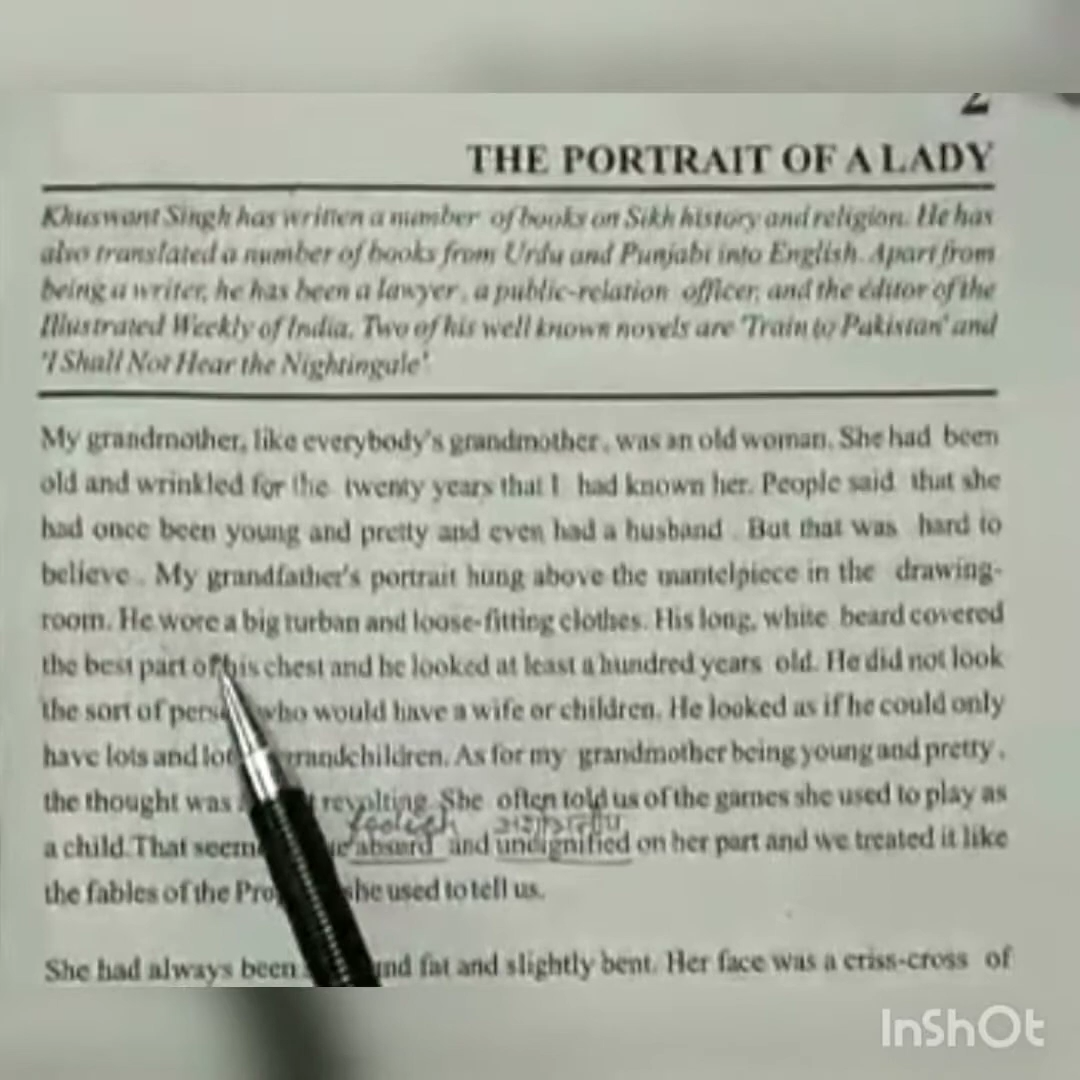 2
THE PORTRAIT OF A LADY
Khuswant Singh has written a number of books on Sikh history and religion. He has
also translated a number of books from Urdu and Punjabi into English. Apart from
being a writer, he has been a lawyer, a public-relation officer, and the editor of the
Illustrated Weekly of India. Two of his well known novels are 'Train to Pakistan' and
'I Shall Not Hear the Nightingale'
My grandmother, like everybody's grandmother, was an old woman. She had been
old and wrinkled for the twenty years that I had known her. People said that she
had once been young and pretty and even had a husband. But that was hard to
believe. My grandfather's portrait hung above the mantelpiece in the drawing-
room. He wore a big turban and loose-fitting clothes. His long, white beard covered
the best part of his chest and he looked at least a hundred years old. He did not look
the sort of pers who would have a wife or children. He looked as if he could only
have lots and lot grandchildren. As for my grandmother being young and pretty,
the thought was revolting. She often told us of the games she used to play as
foolish
a child. That seem absurd and undignified on her part and we treated it like
the fables of the Pro she used to tell us.
She had always been and fat and slightly bent. Her face was a criss-cross of
InShOt